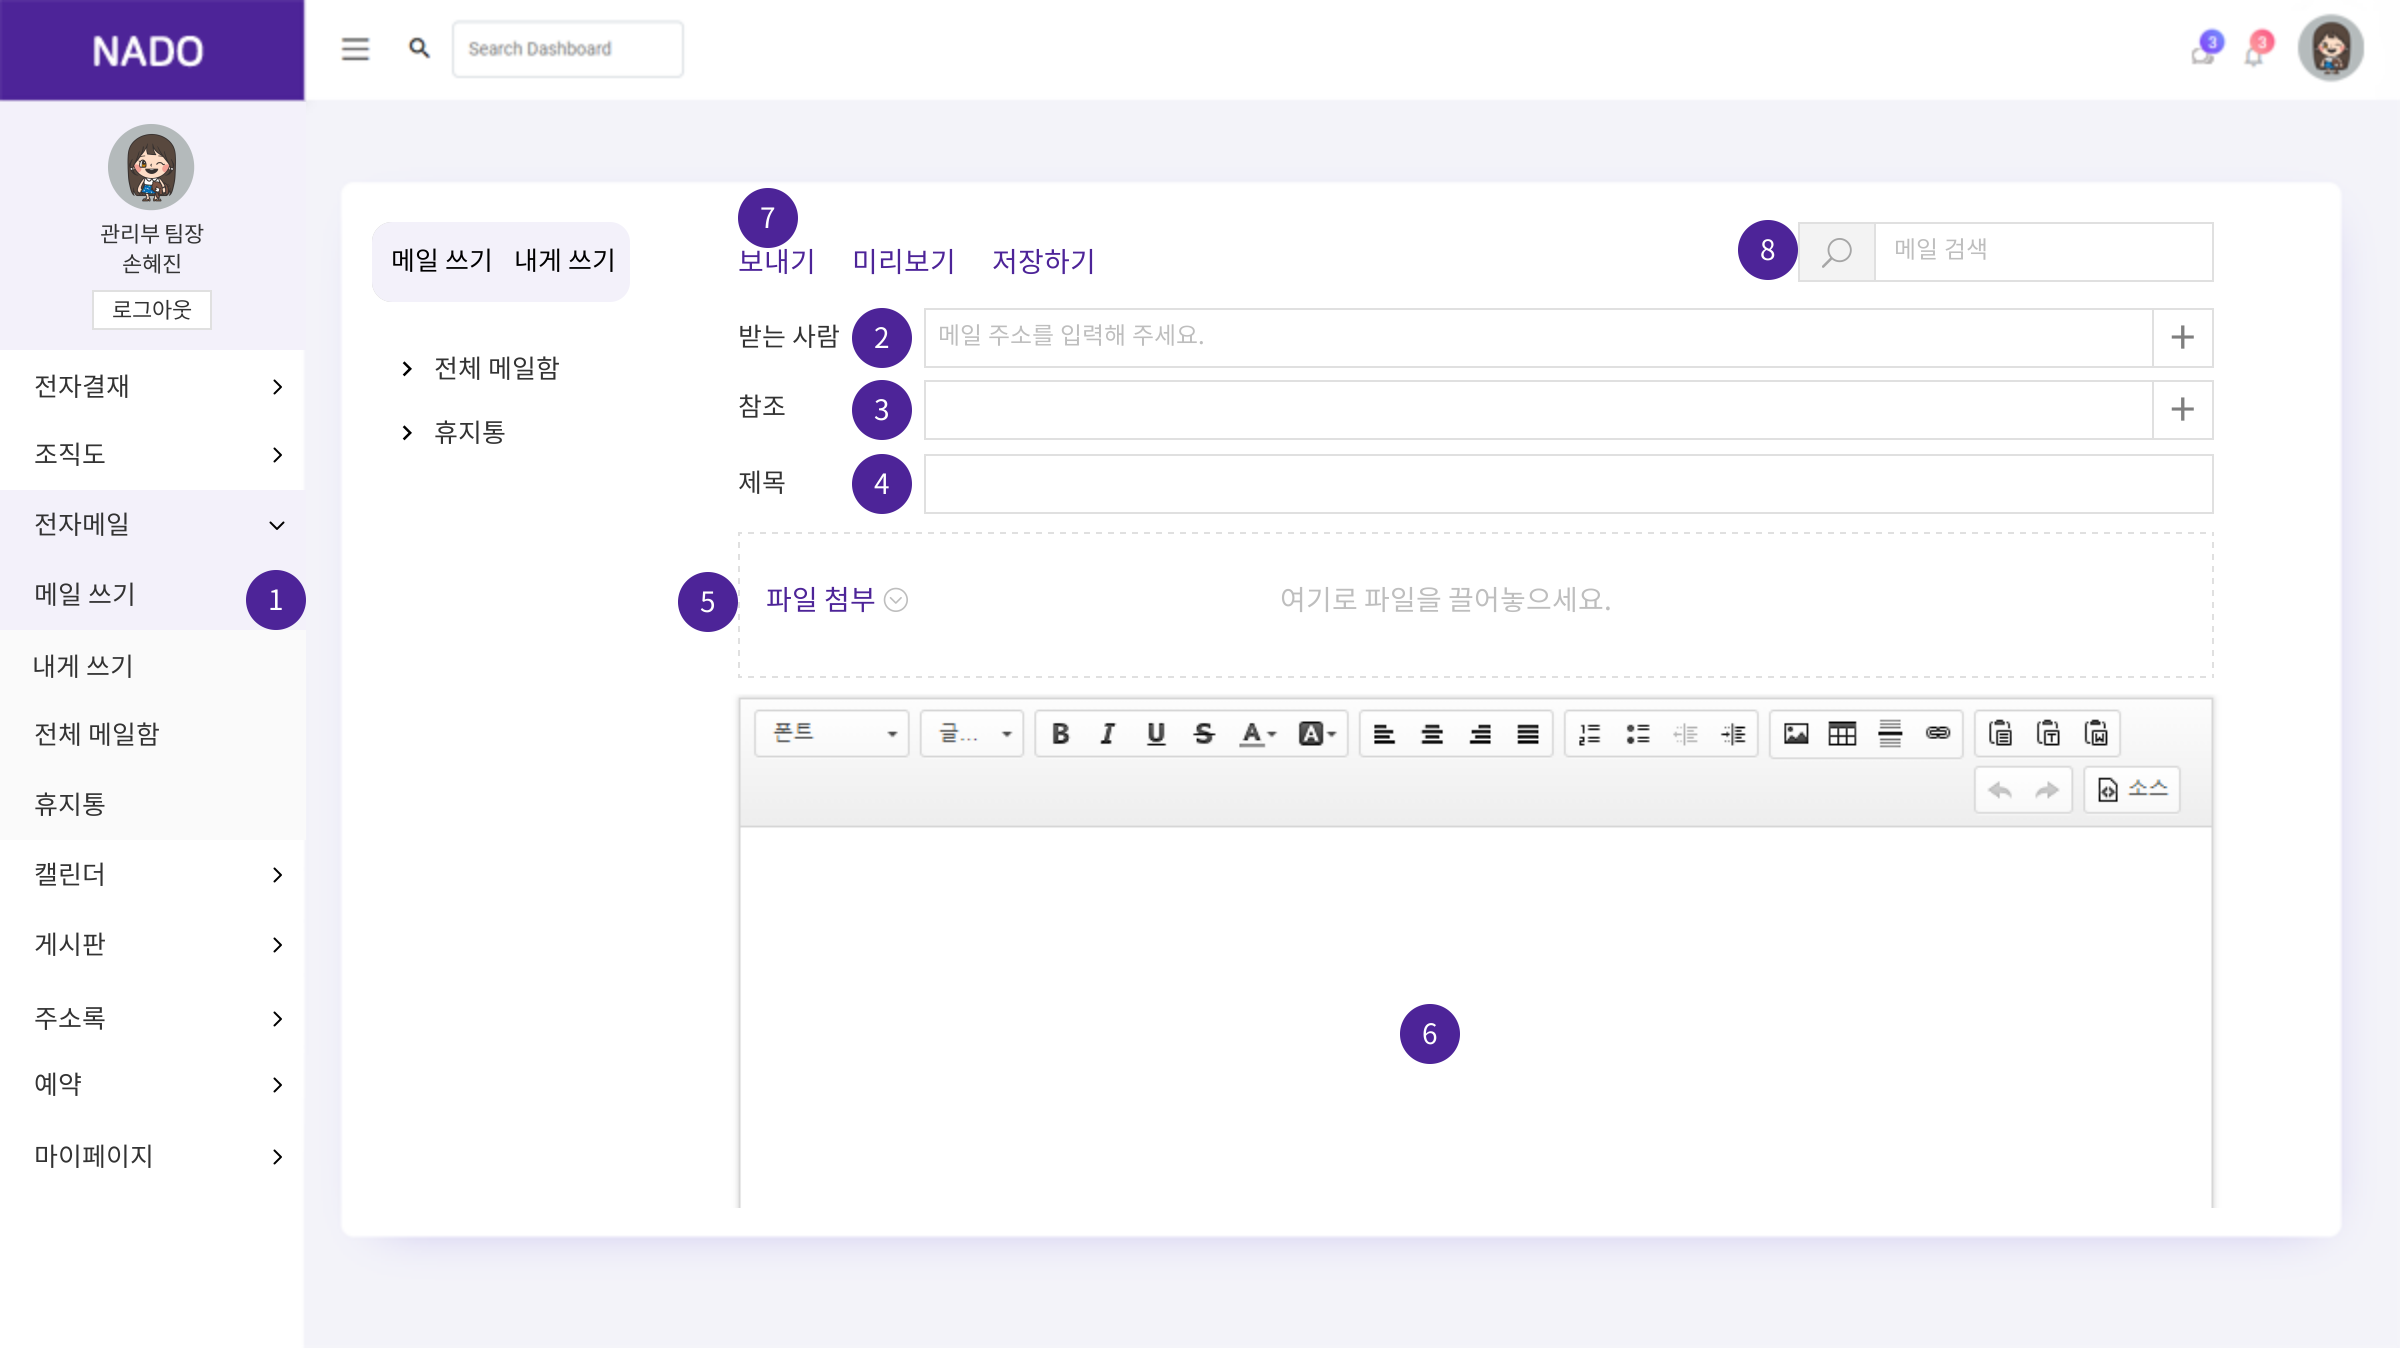 NADO
Search Dashboard
3
3
관리부 팀장
손혜진
로그아웃
전자결재
조직도
전자메일
메일 쓰기
1
내게 쓰기
전체 메일함
휴지통
캘린더
게시판
주소록
예약
마이페이지
메일 쓰기 내게 쓰기
전체 메일함
휴지통
7
보내기 미리보기 저장하기
8
메일 검색
받는 사람 2 메일 주소를 입력해 주세요. +
참조 3 +
제목 4
5 파일 첨부 여기로 파일을 끌어놓으세요.
폰트 글... B I U S A A
소스
6